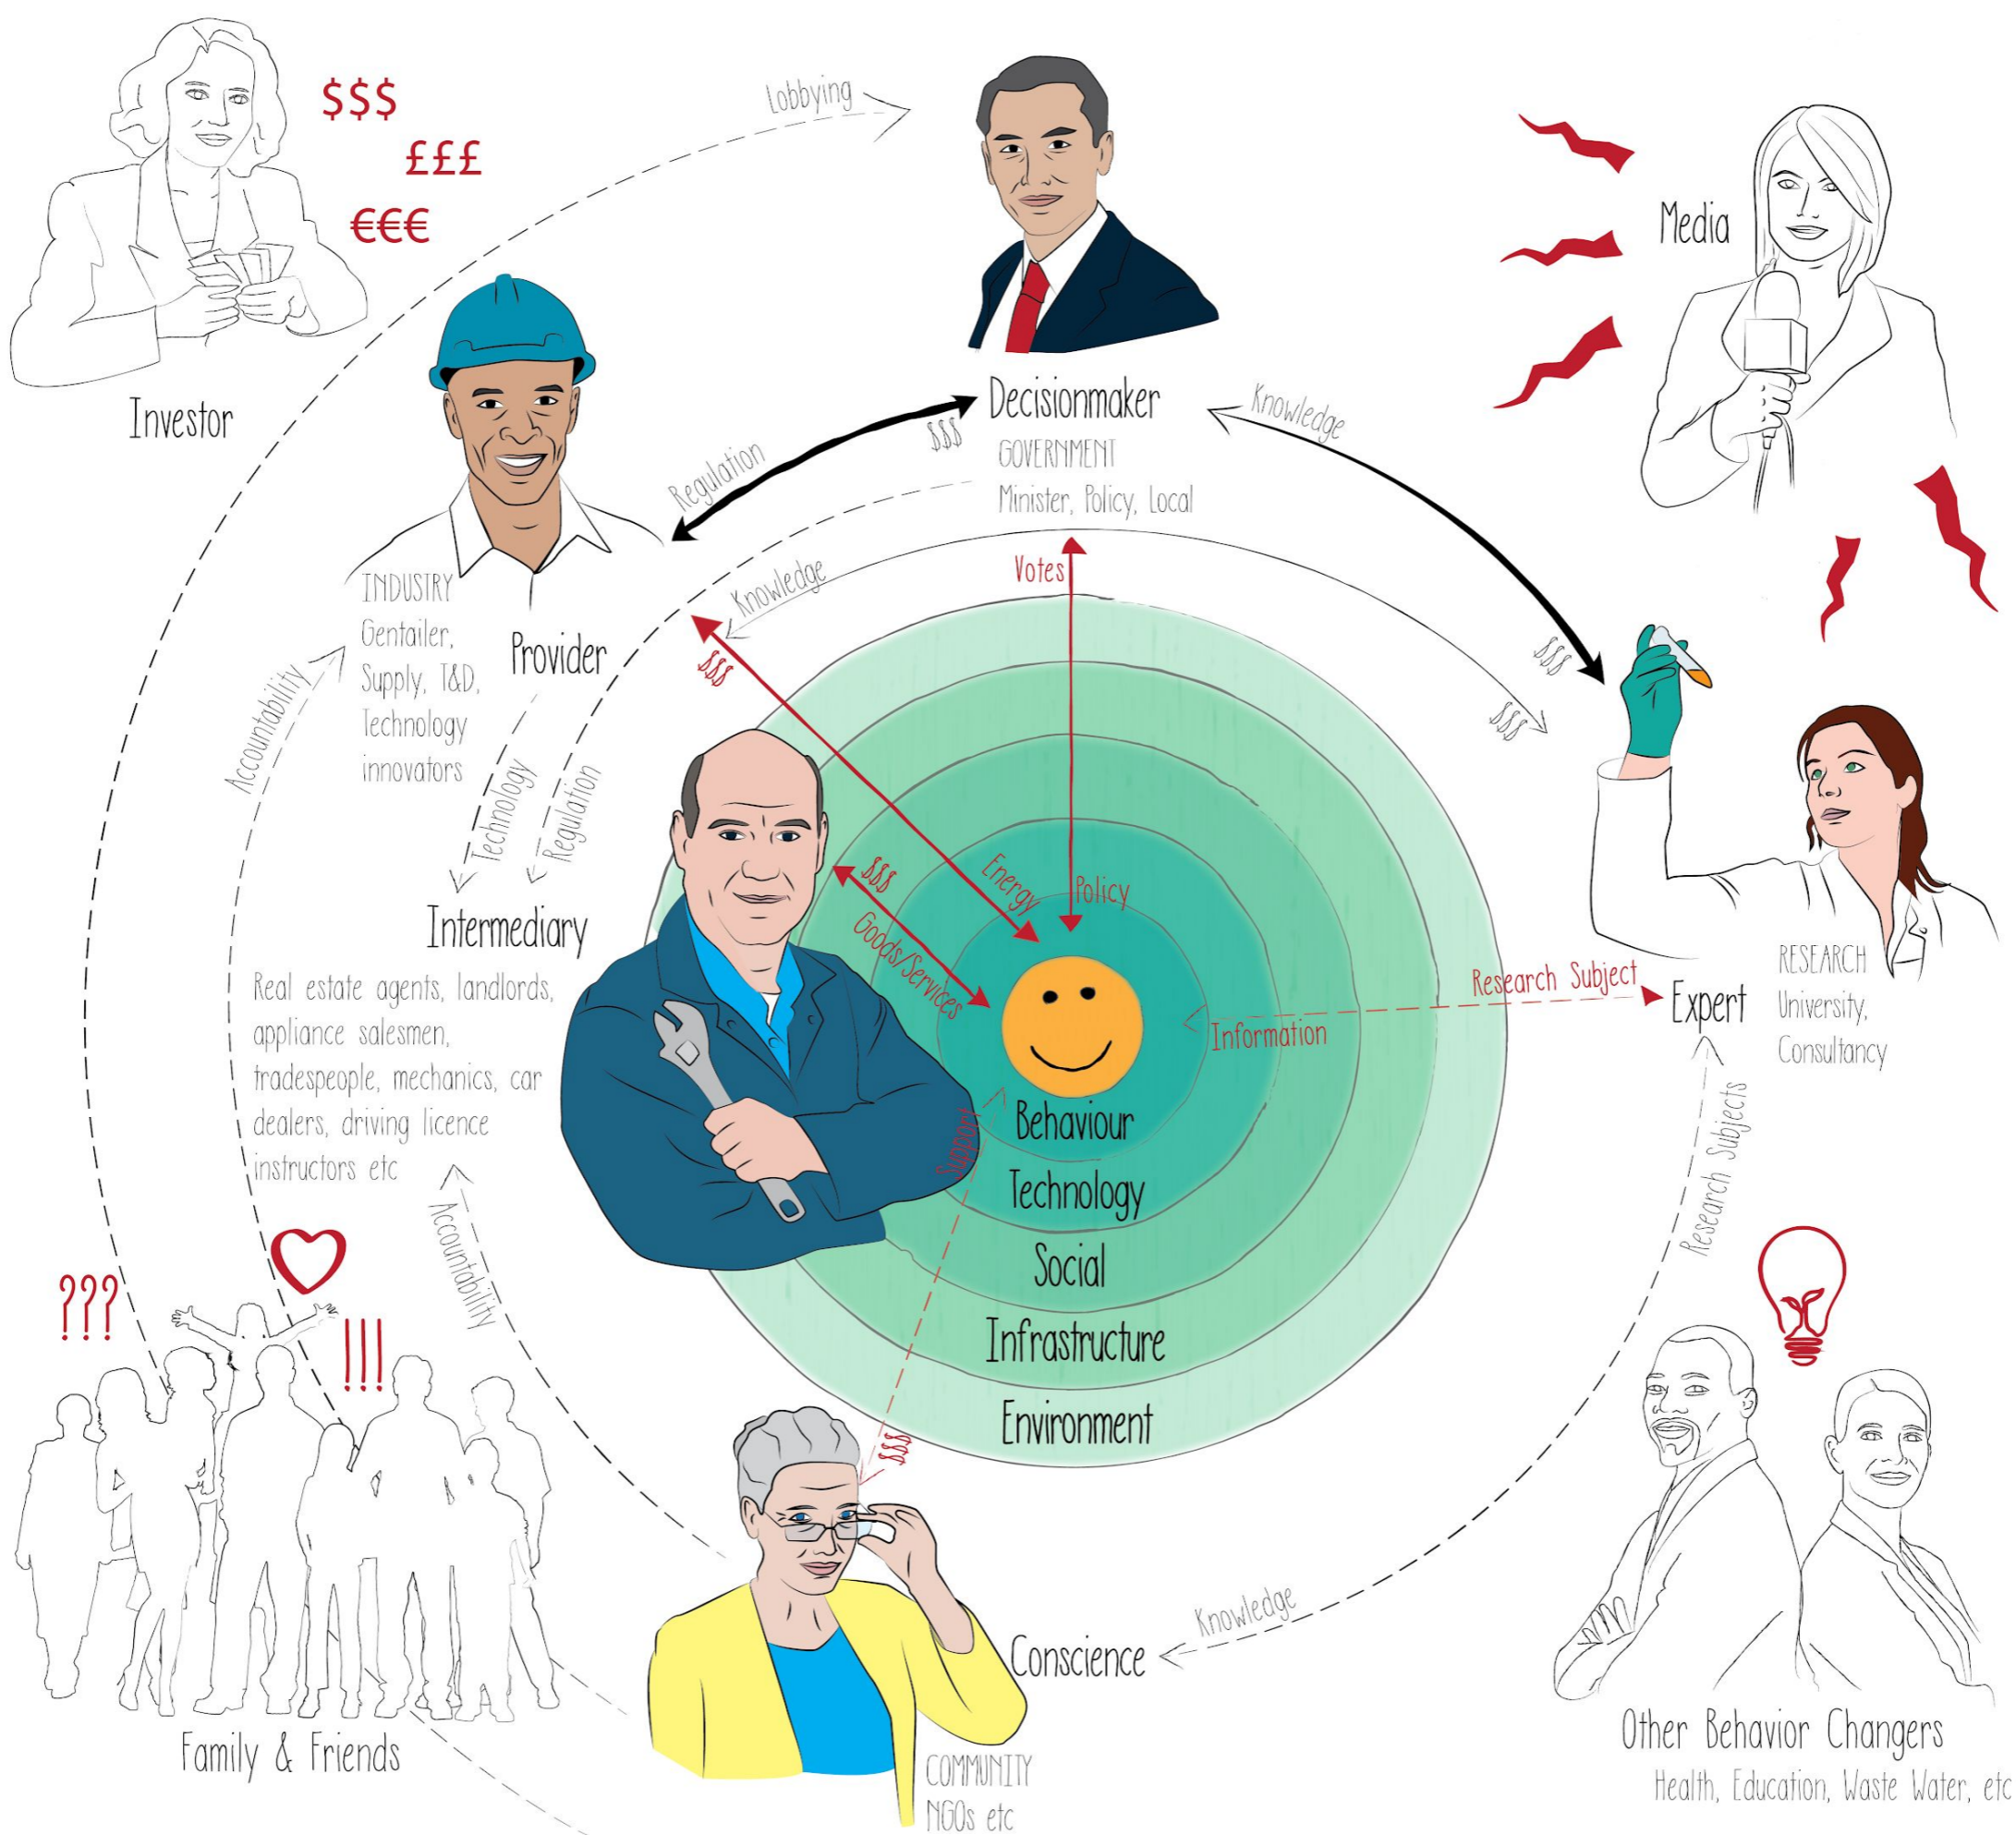 $$$
£££
€€€
Investor
Lobbying
Media
Decisionmaker
GOVERNMENT
Minister, Policy, Local
Regulation
$$$
Knowledge
$$$
Knowledge
$$$
Votes
Policy
INDUSTRY
Gentailer,
Supply, T&D,
Technology
innovators
Provider
Accountability
Technology
Regulation
$$$
Energy
$$$
Goods/Services
Intermediary
Real estate agents, landlords,
appliance salesmen,
tradespeople, mechanics, car
dealers, driving licence
instructors etc
Accountability
Research Subject
Information
Expert
RESEARCH
University,
Consultancy
Research Subjects
Support
$$$
Behaviour
Technology
Social
Infrastructure
Environment
???
!!!
Family & Friends
Knowledge
Conscience
COMMUNITY
NGOs etc
Other Behavior Changers
Health, Education, Waste Water, etc